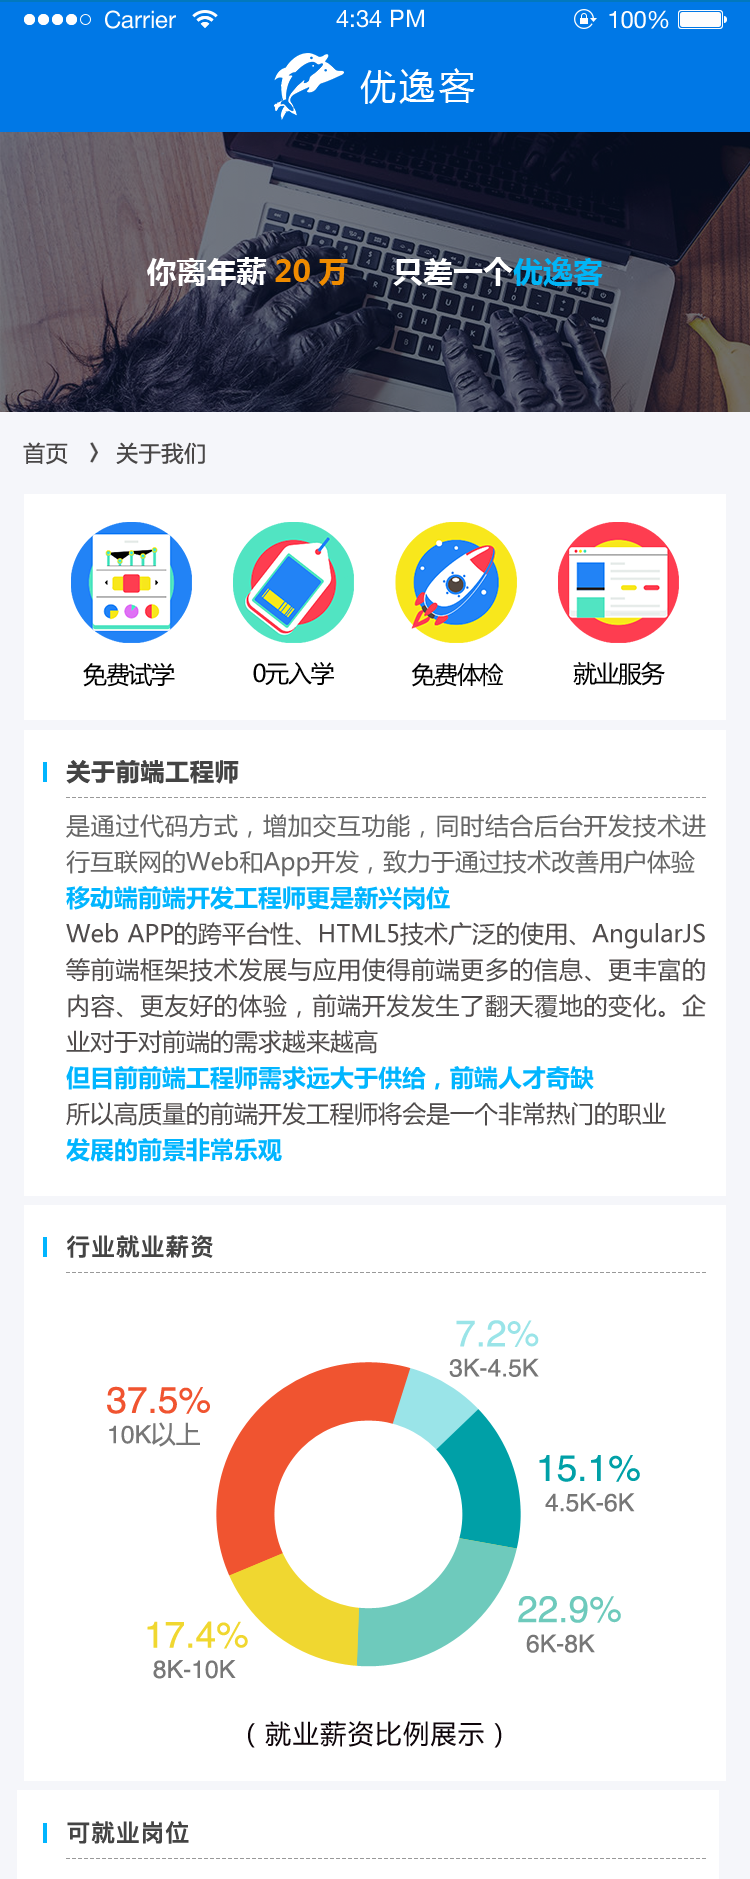 Carrier 4:34 PM 100%
优逸客
你离年薪 20 万 只差一个优逸客
首页 > 关于我们
免费试学 0元入学 免费体检 就业服务
关于前端工程师
是通过代码方式，增加交互功能，同时结合后台开发技术进
行互联网的Web和App开发，致力于通过技术改善用户体验
移动端前端开发工程师更是新兴岗位
Web APP的跨平台性、HTML5技术广泛的使用、AngularJS
等前端框架技术发展与应用使得前端更多的信息、更丰富的
内容、更友好的体验，前端开发发生了翻天覆地的变化。企
业对于对前端的需求越来越高
但目前前端工程师需求远大于供给，前端人才奇缺
所以高质量的前端开发工程师将会是一个非常热门的职业
发展的前景非常乐观
行业就业薪资
7.2%
3K-4.5K
37.5%
10K以上
15.1%
4.5K-6K
22.9%
6K-8K
17.4%
8K-10K
（就业薪资比例展示）
可就业岗位